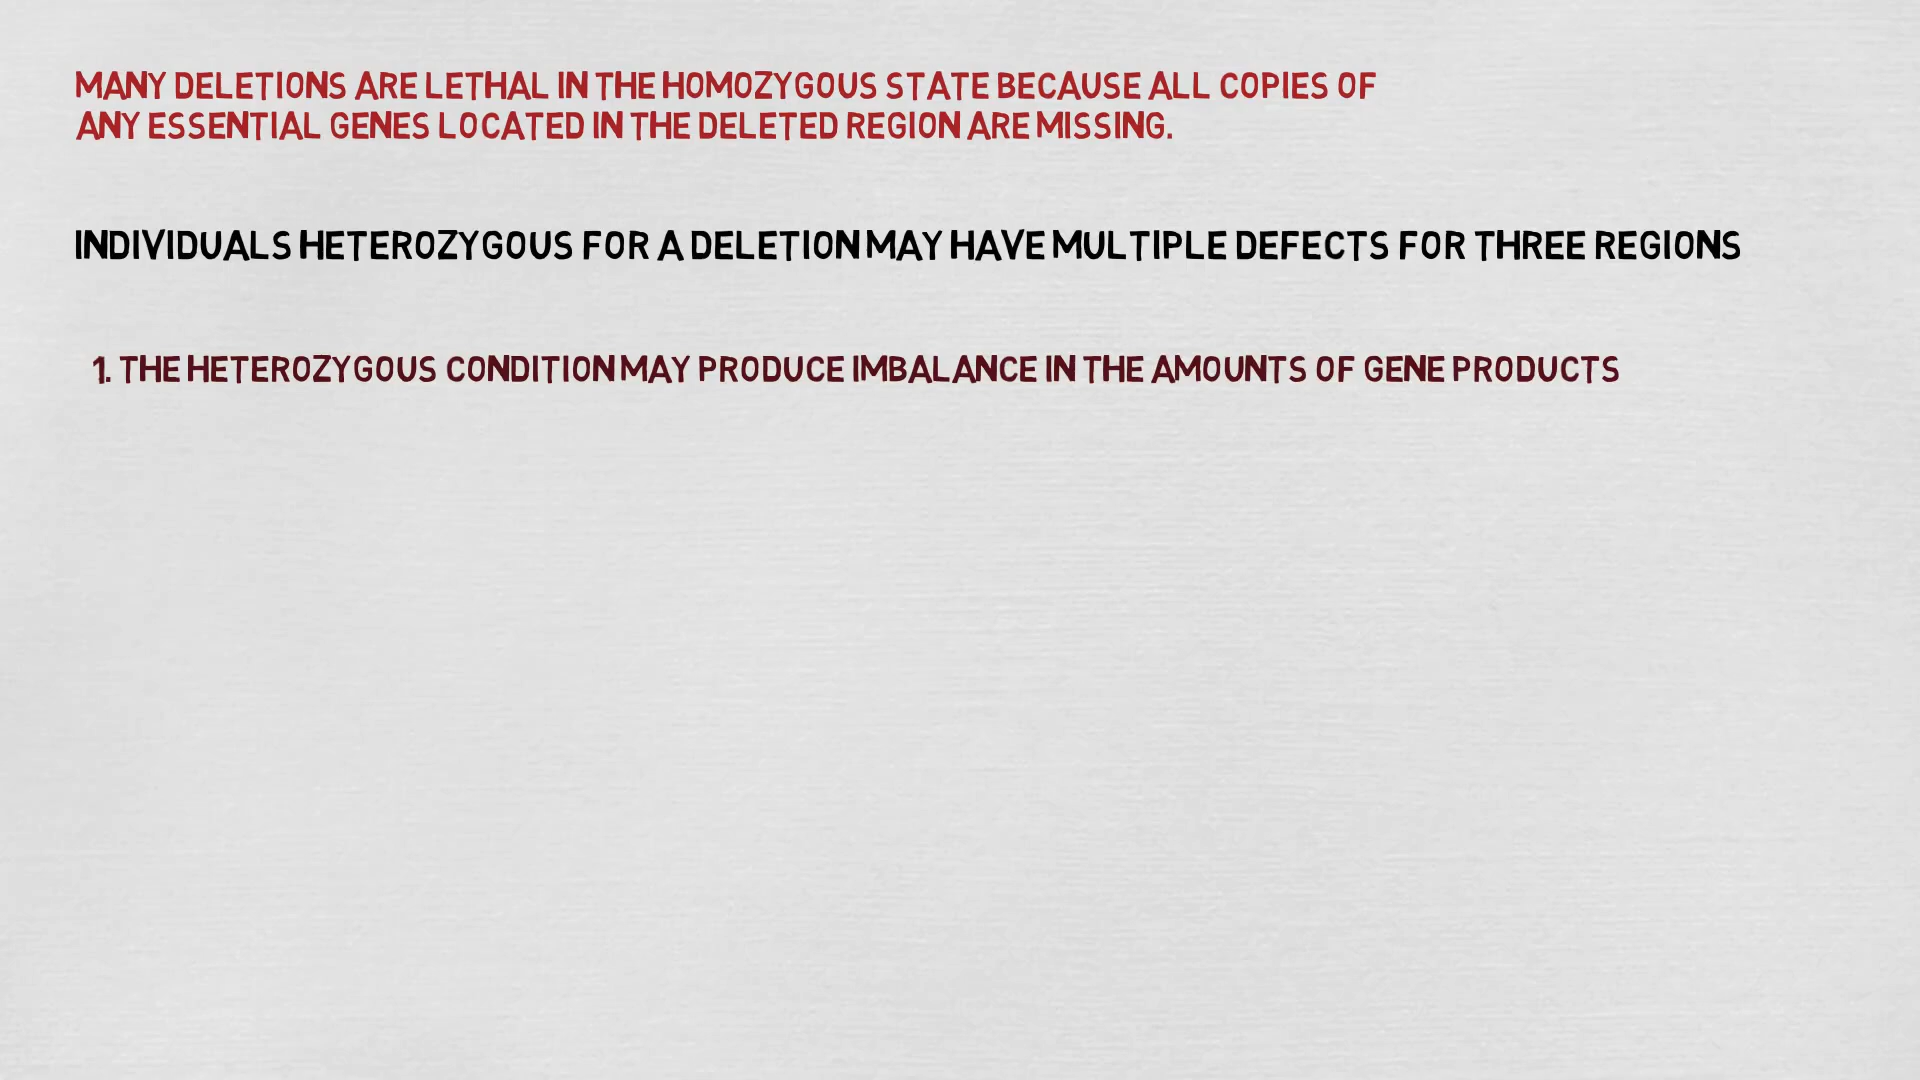 MANY DELETIONS ARE LETHAL IN THE HOMOZYGOUS STATE BECAUSE ALL COPIES OF
ANY ESSENTIAL GENES LOCATED IN THE DELETED REGION ARE MISSING.
INDIVIDUALS HETEROZYGOUS FOR A DELETION MAY HAVE MULTIPLE DEFECTS FOR THREE REGIONS
1. THE HETEROZYGOUS CONDITION MAY PRODUCE IMBALANCE IN THE AMOUNTS OF GENE PRODUCTS